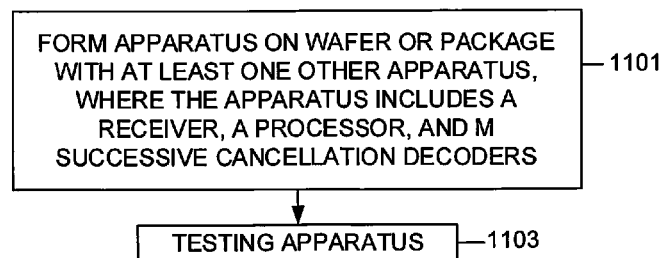 FORM APPARATUS ON WAFER OR PACKAGE
WITH AT LEAST ONE OTHER APPARATUS,
WHERE THE APPARATUS INCLUDES A
RECEIVER, A PROCESSOR, AND M
SUCCESSIVE CANCELLATION DECODERS
1101
TESTING APPARATUS
1103